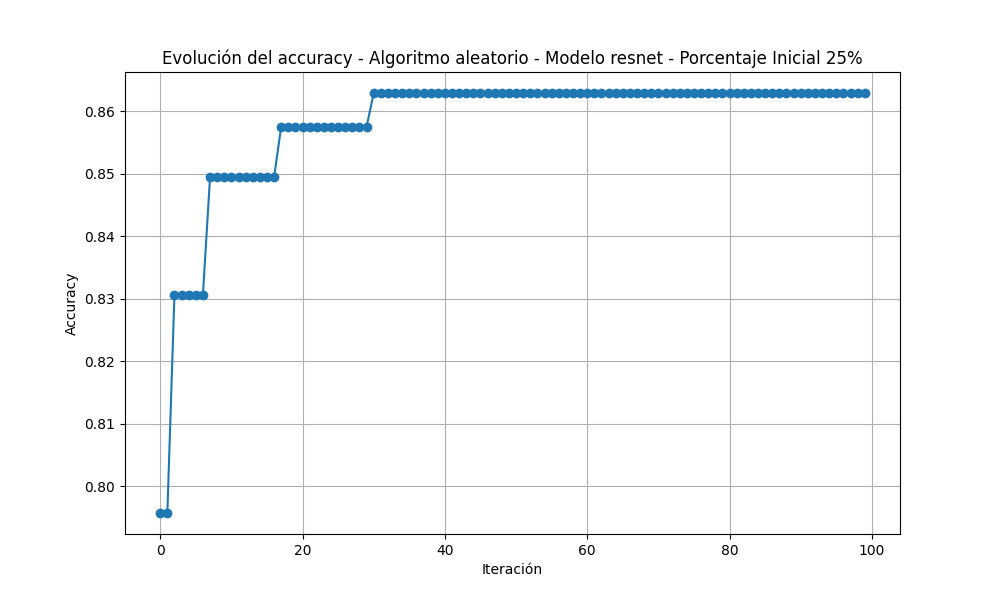 Evolución del accuracy - Algoritmo aleatorio - Modelo resnet - Porcentaje Inicial 25%
0.86
0.85
0.84
0.83
0.82
0.81
0.80
Accuracy
0 20 40 60 80 100
Iteración